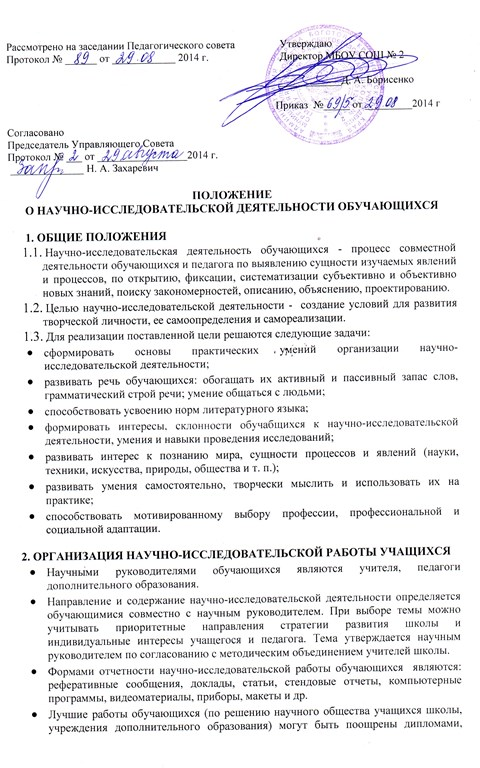 Рассмотрено на заседании Педагогического совета
Протокол № 89 от 29.08 2014 г.
Утверждаю
Директор МБОУ СОШ № 2
Д. А. Борисенко
Приказ № 69/5 от 29 08 2014 г
Согласовано
Председатель Управляющего Совета
Протокол № 2 от 29 августа 2014 г.
Н. А. Захаревич
ПОЛОЖЕНИЕ
О НАУЧНО-ИССЛЕДОВАТЕЛЬСКОЙ ДЕЯТЕЛЬНОСТИ ОБУЧАЮЩИХСЯ
1. ОБЩИЕ ПОЛОЖЕНИЯ
1.1. Научно-исследовательская деятельность обучающихся - процесс совместной
деятельности обучающихся и педагога по выявлению сущности изучаемых явлений
и процессов, по открытию, фиксации, систематизации субъективно и объективно
новых знаний, поиску закономерностей, описанию, объяснению, проектированию.
1.2. Целью научно-исследовательской деятельности - создание условий для развития
творческой личности, ее самоопределения и самореализации.
1.3. Для реализации поставленной цели решаются следующие задачи:
• сформировать основы практических умений организации научно-
исследовательской деятельности;
• развивать речь обучающихся: обогащать их активный и пассивный запас слов,
грамматический строй речи; умение общаться с людьми;
• способствовать усвоению норм литературного языка;
• формировать интересы, склонности обучающихся к научно-исследовательской
деятельности, умения и навыки проведения исследований;
• развивать интерес к познанию мира, сущности процессов и явлений (науки,
техники, искусства, природы, общества и т. п.);
• развивать умения самостоятельно, творчески мыслить и использовать их на
практике;
• способствовать мотивированному выбору профессии, профессиональной и
социальной адаптации.
2. ОРГАНИЗАЦИЯ НАУЧНО-ИССЛЕДОВАТЕЛЬСКОЙ РАБОТЫ УЧАЩИХСЯ
• Научными руководителями обучающихся являются учителя, педагоги
дополнительного образования.
• Направление и содержание научно-исследовательской деятельности определяется
обучающимися совместно с научным руководителем. При выборе темы можно
учитывать приоритетные направления стратегии развития школы и
индивидуальные интересы учащегося и педагога. Тема утверждается научным
руководителем по согласованию с методическим объединением учителей школы.
• Формами отчетности научно-исследовательской работы обучающихся являются:
реферативные сообщения, доклады, статьи, стендовые отчеты, компьютерные
программы, видеоматериалы, приборы, макеты и др.
• Лучшие работы обучающихся (по решению научного общества учащихся школы,
учреждения дополнительного образования) могут быть поощрены дипломами,